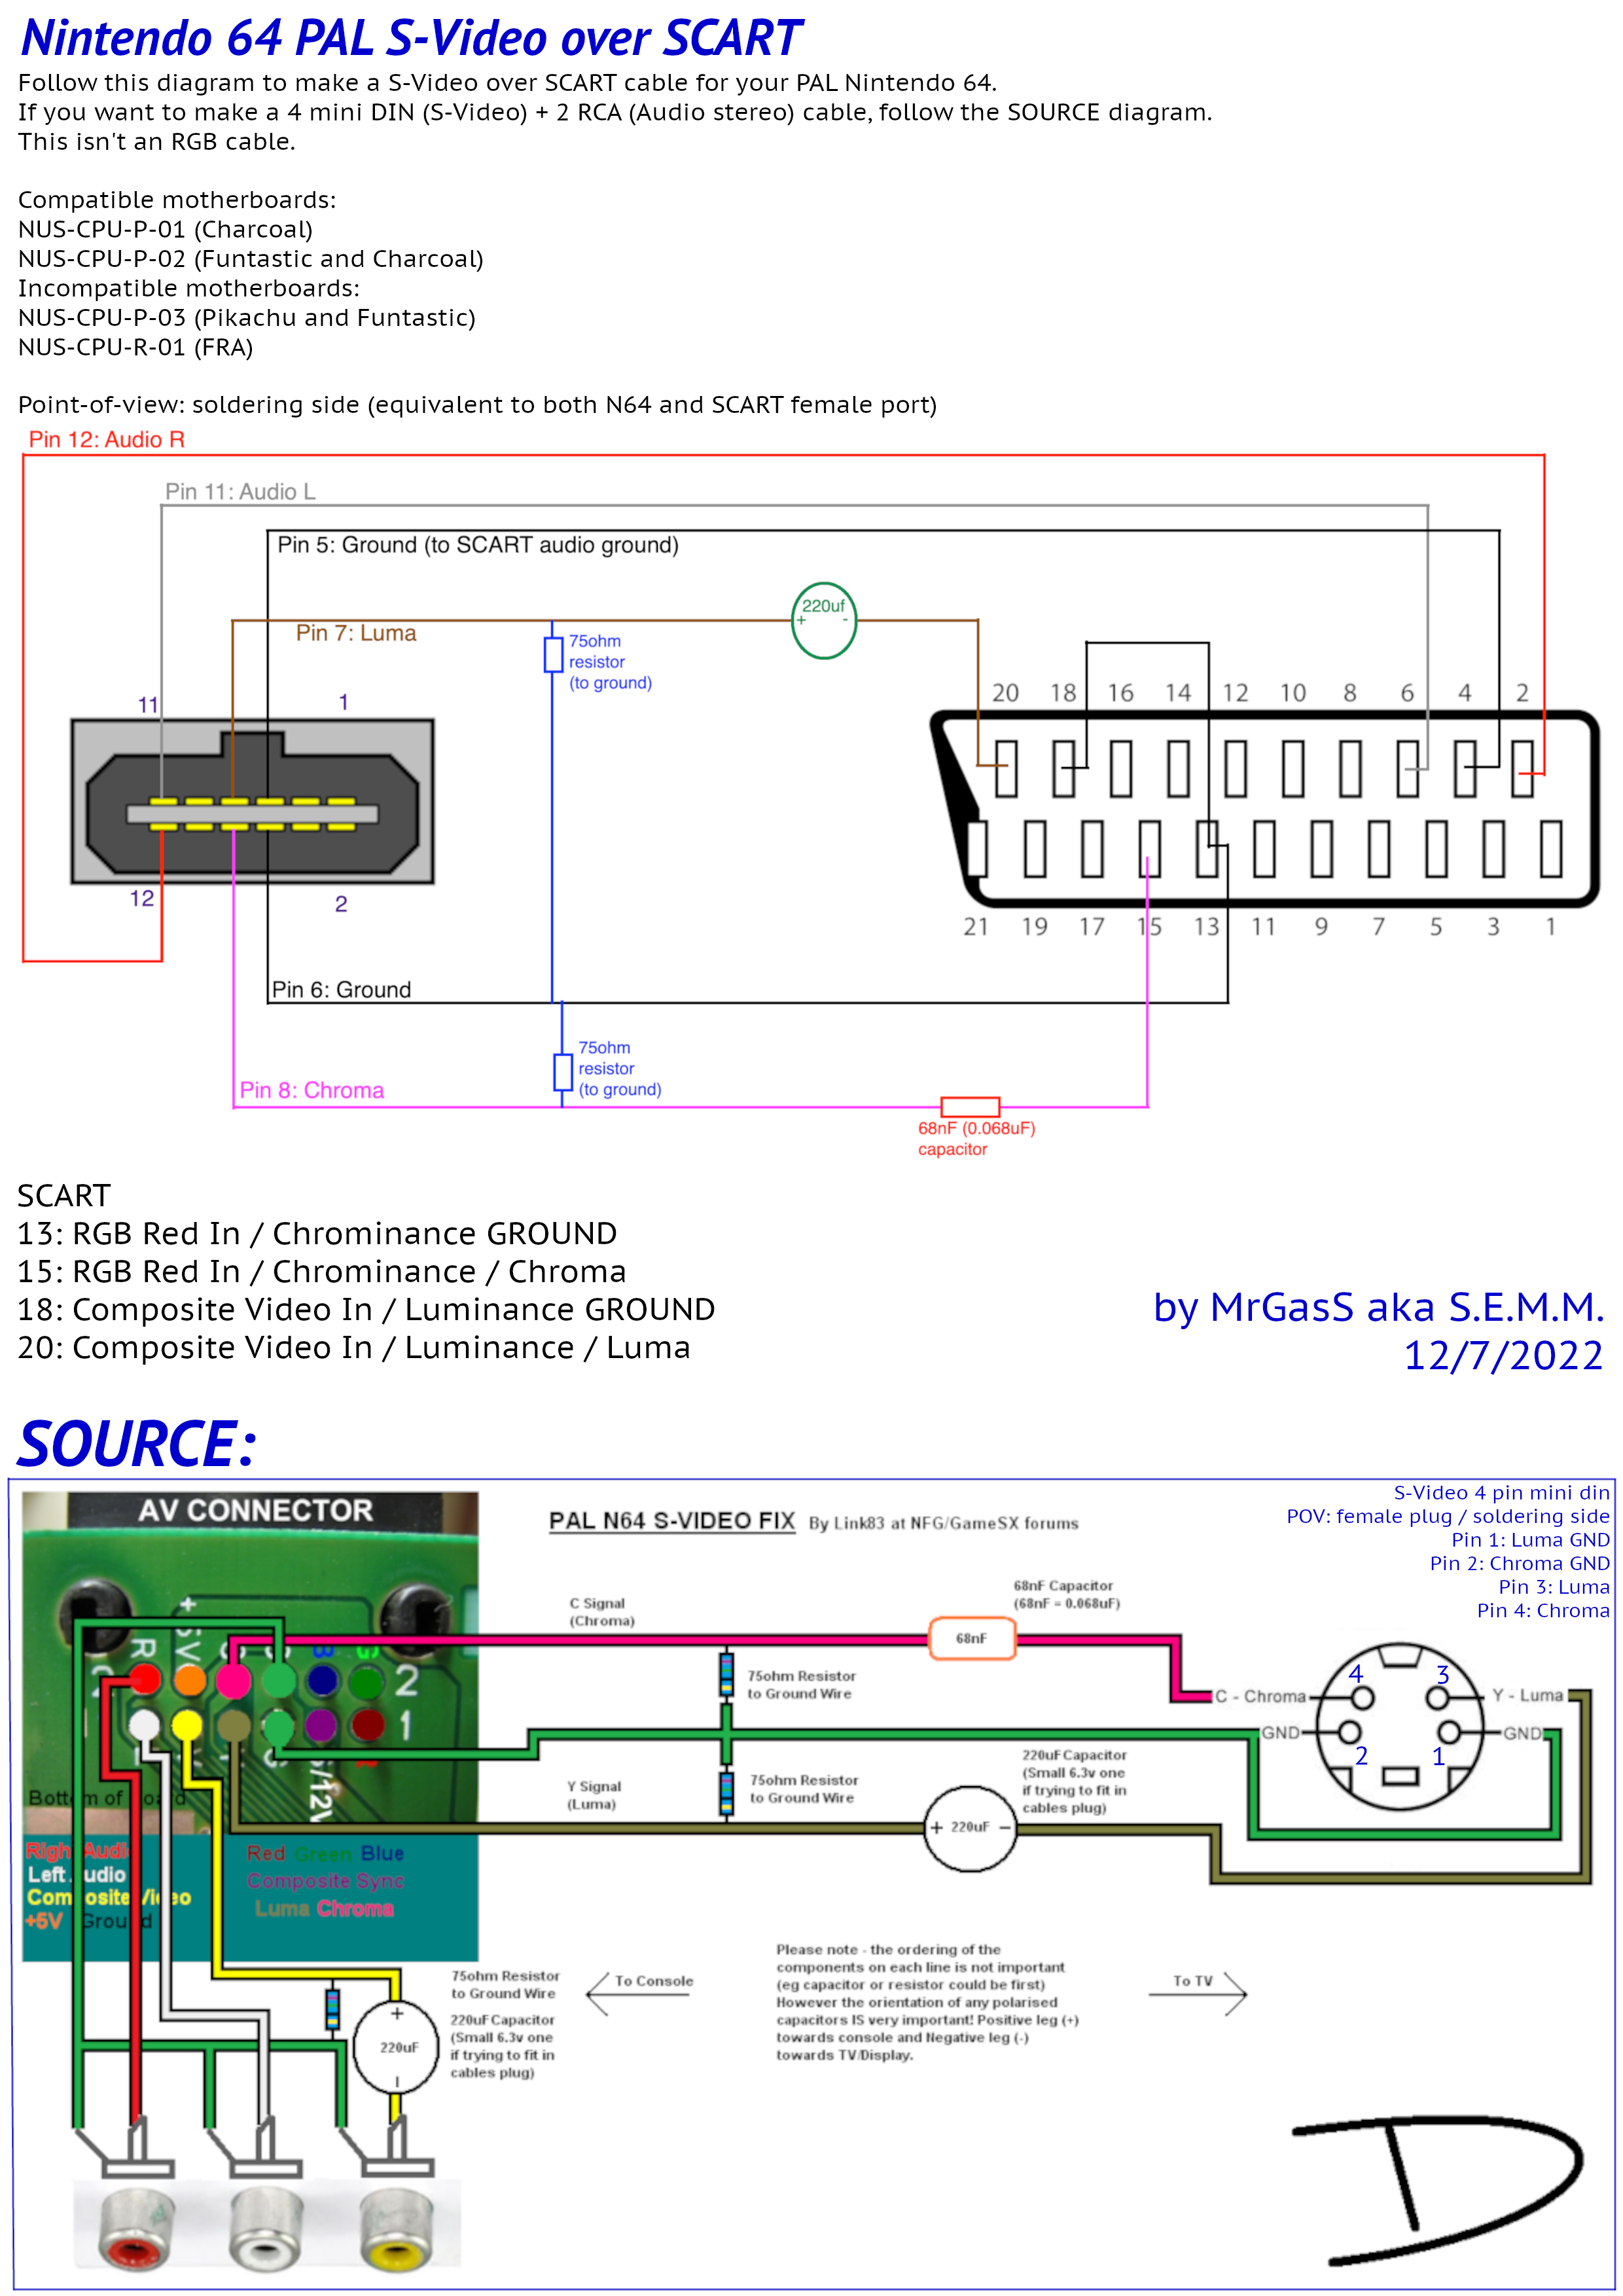 Nintendo 64 PAL S-Video over SCART
Follow this diagram to make a S-Video over SCART cable for your PAL Nintendo 64.
If you want to make a 4 mini DIN (S-Video) + 2 RCA (Audio stereo) cable, follow the SOURCE diagram.
This isn't an RGB cable.
Compatible motherboards:
NUS-CPU-P-01 (Charcoal)
NUS-CPU-P-02 (Funtastic and Charcoal)
Incompatible motherboards:
NUS-CPU-P-03 (Pikachu and Funtastic)
NUS-CPU-R-01 (FRA)
Point-of-view: soldering side (equivalent to both N64 and SCART female port)
Pin 12: Audio R
Pin 11: Audio L
Pin 5: Ground (to SCART audio ground)
220uf
+ -
Pin 7: Luma
75ohm
resistor
(to ground)
11 1
20 18 16 14 12 10 8 6 4 2
12 2
21 19 17 15 13 11 9 7 5 3 1
Pin 6: Ground
75ohm
resistor
(to ground)
Pin 8: Chroma
68nF (0.068uF)
capacitor
SCART
13: RGB Red In / Chrominance GROUND
15: RGB Red In / Chrominance / Chroma
18: Composite Video In / Luminance GROUND
20: Composite Video In / Luminance / Luma
by MrGasS aka S.E.M.M.
12/7/2022
SOURCE:
AV CONNECTOR
PAL N64 S-VIDEO FIX By Link83 at NFG/GameSX forums
S-Video 4 pin mini din
POV: female plug / soldering side
Pin 1: Luma GND
Pin 2: Chroma GND
Pin 3: Luma
Pin 4: Chroma
C Signal
(Chroma)
68nF Capacitor
(68nF = 0.068uF)
68nF
75ohm Resistor
to Ground Wire
+
R
2
1
4 3
C - Chroma
Y - Luma
GND
GND
2 1
220uF Capacitor
(Small 6.3v one
if trying to fit in
cables plug)
75ohm Resistor
to Ground Wire
Y Signal
(Luma)
+ 220uF −
/12V
Bottom of Board
Right Audio
Left Audio
Composite Video
+5V Ground
Red Green Blue
Composite Sync
Luma Chroma
75ohm Resistor
to Ground Wire
220uF Capacitor
(Small 6.3v one
if trying to fit in
cables plug)
+
220uF
To Console
Please note - the ordering of the
components on each line is not important
(eg capacitor or resistor could be first)
However the orientation of any polarised
capacitors IS very important! Positive leg (+)
towards console and Negative leg (-)
towards TV/Display.
To TV